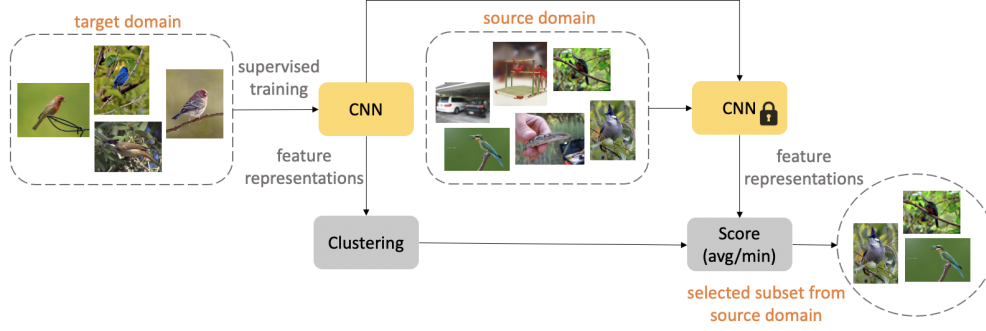 target domain
source domain
supervised
training
CNN
CNN
feature
representations
feature
representations
Clustering
Score
(avg/min)
selected subset from
source domain